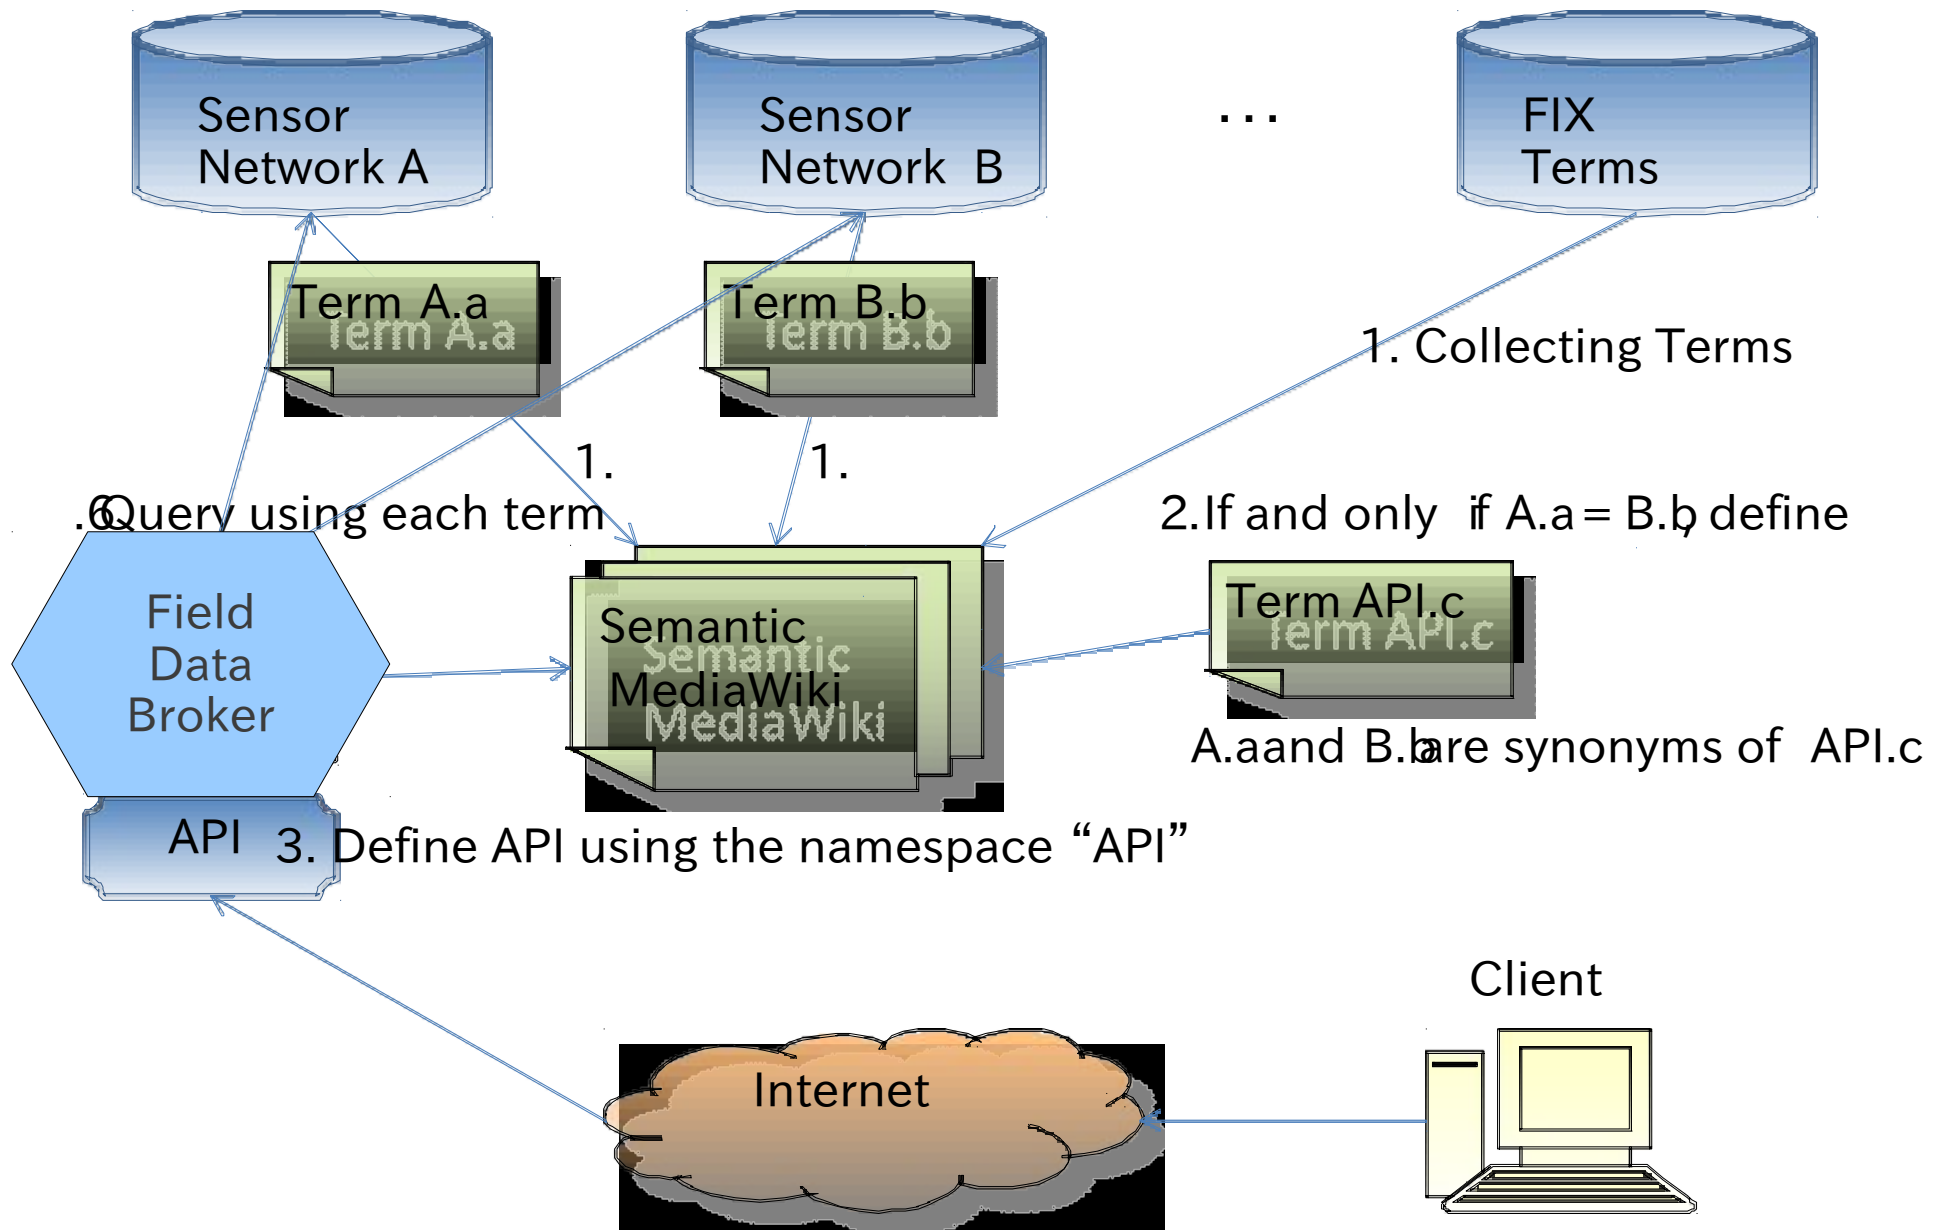 Sensor
Network A
Sensor
Network B
...
FIX
Terms
Term A.a
Term B.b
1. Collecting Terms
1.
1.
.6Query using each term
2.If and only if A.a = B.b, define
Field
Data
Broker
Semantic
MediaWiki
Term API.c
A.aand B.bare synonyms of API.c
API
3. Define API using the namespace “API”
Client
Internet